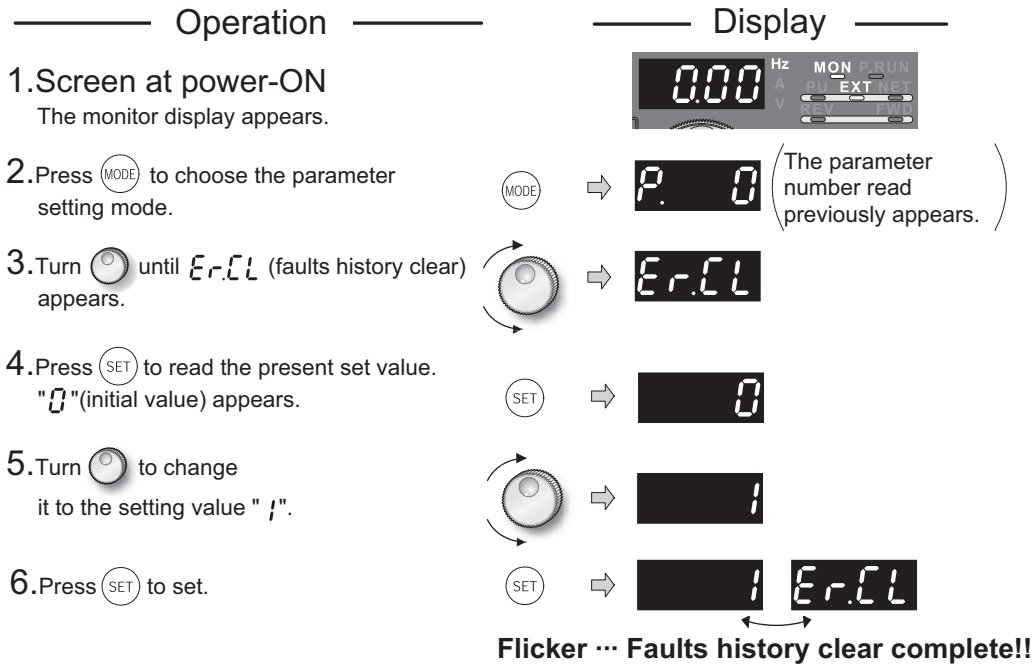 Operation
Display
1.Screen at power-ON
The monitor display appears.
0.00 Hz MON P.RUN
A PU EXT NET
V REV FWD
2.Press MODE to choose the parameter
setting mode.
MODE
P. 0
The parameter
number read
previously appears.
3.Turn until Er.CL (faults history clear)
appears.
Er.CL
4.Press SET to read the present set value.
"0"(initial value) appears.
SET
0
5.Turn to change
it to the setting value " 1".
1
6.Press SET to set.
SET
1 Er.CL
Flicker ··· Faults history clear complete!!